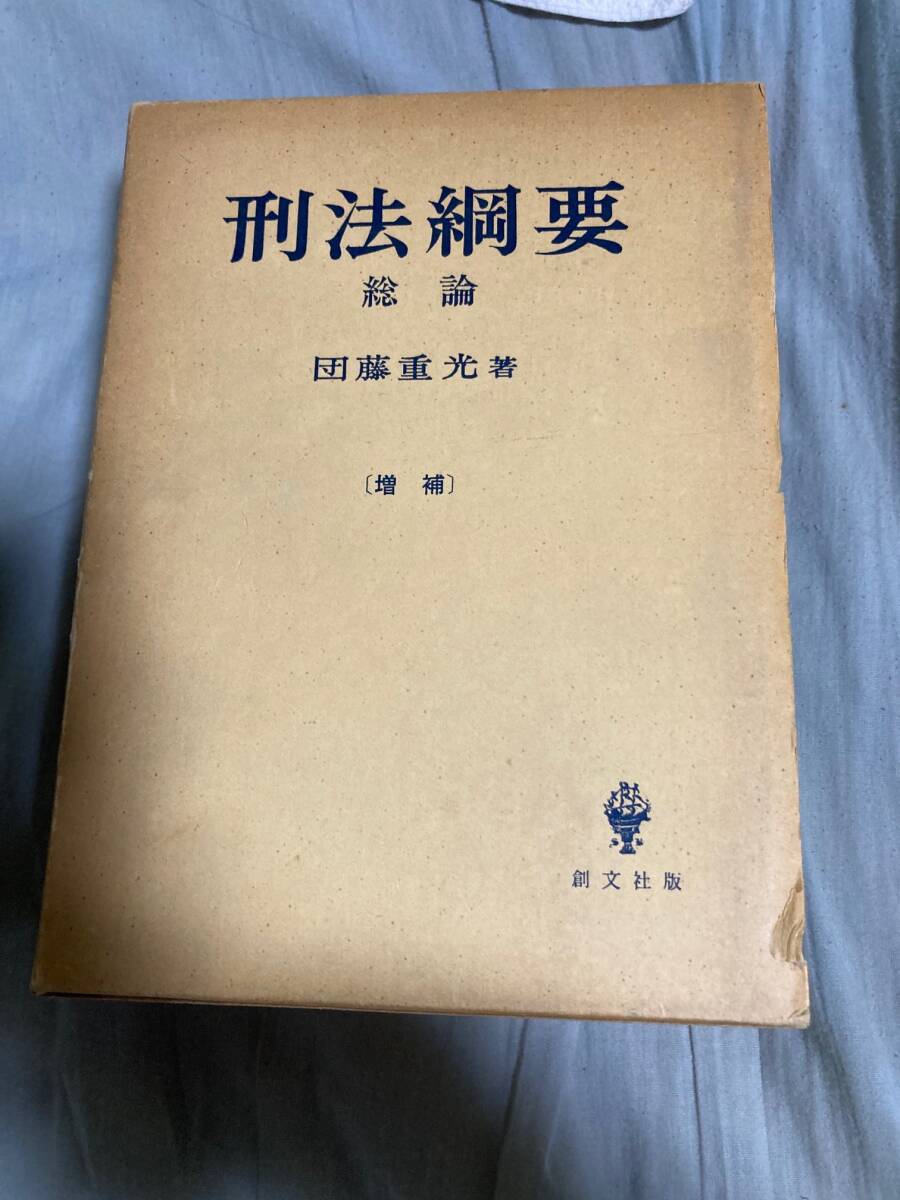 刑法綱要
総論
団藤重光著
〔増補〕
創文社版